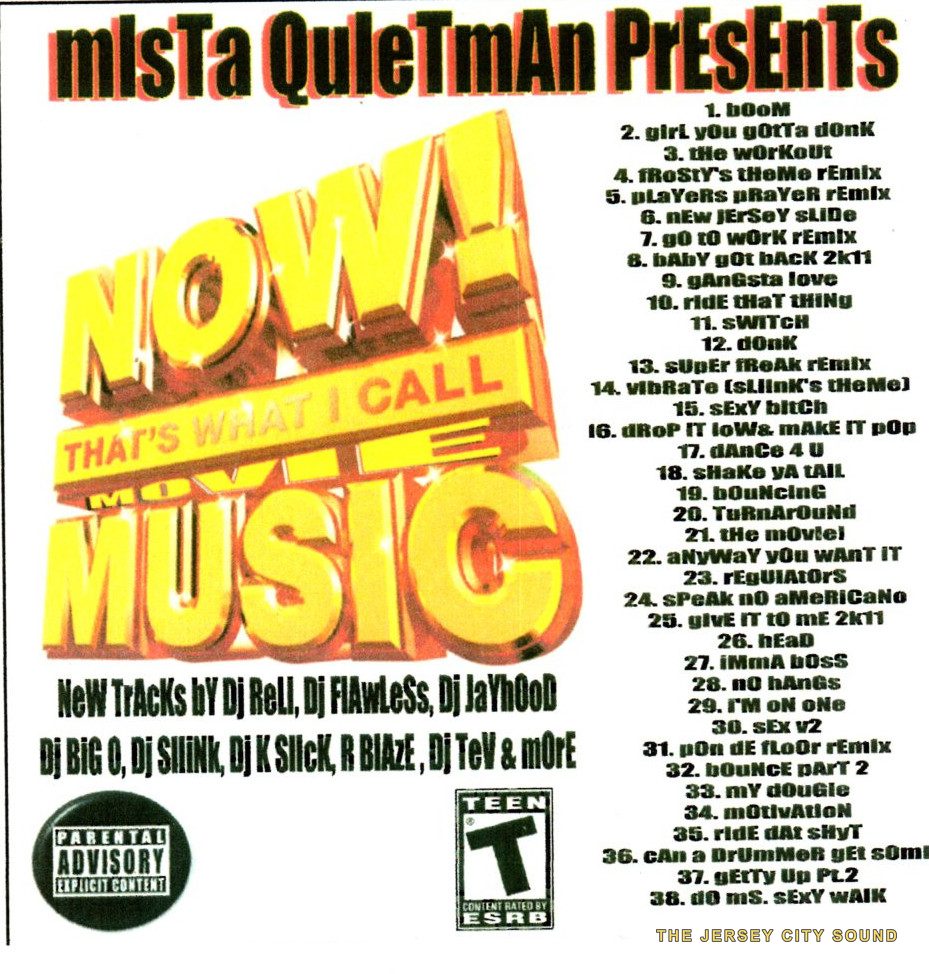 mIsTa QuIeTmAn PrEsEnTs
NOW!
THAT'S WHAT I CALL
MOVIE
MUSIC
NeW TrAcKs bY Dj ReLl, Dj FlAwLeSs, Dj JaYhOoD
Dj BiG O, Dj SlIiNk, Dj K SlIcK, R BlAzE , Dj TeV & mOrE
PARENTAL
ADVISORY
EXPLICIT CONTENT
TEEN
T
®
CONTENT RATED BY
ESRB
1. bOoM
2. gIrL yOu gOtTa dOnK
3. tHe wOrKoUt
4. fRoStY's tHeMe rEmIx
5. pLaYeRs pRaYeR rEmIx
6. nEw jErSeY sLiDe
7. gO tO wOrK rEmIx
8. bAbY gOt bAcK 2k11
9. gAnGsta love
10. rIdE tHaT tHiNg
11. sWiTcH
12. dOnK
13. sUpEr fReAk rEmIx
14. vIbRaTe (sLIInK's tHeMe)
15. sExY bItCh
16. dRoP iT loW& mAkE iT pOp
17. dAnCe 4 U
18. sHaKe yA taIL
19. bOuNcInG
20. TuRnArOuNd
21. tHe mOvIe!
22. aNyWaY yOu wAnT iT
23. rEgUlAtOrS
24. sPeAk nO aMeRiCaNo
25. gIvE iT tO mE 2k11
26. hEaD
27. iMmA bOsS
28. nO hAnGs
29. i'M oN oNe
30. sEx v2
31. pOn dE fLoOr rEmIx
32. bOuNcE pArT 2
33. mY dOuGIe
34. mOtIvAtIoN
35. rIdE dAt sHyT
36. cAn a DrUmMeR gEt sOmE
37. gEtTy Up Pt.2
38. dO mS. sExY wAlK
THE JERSEY CITY SOUND